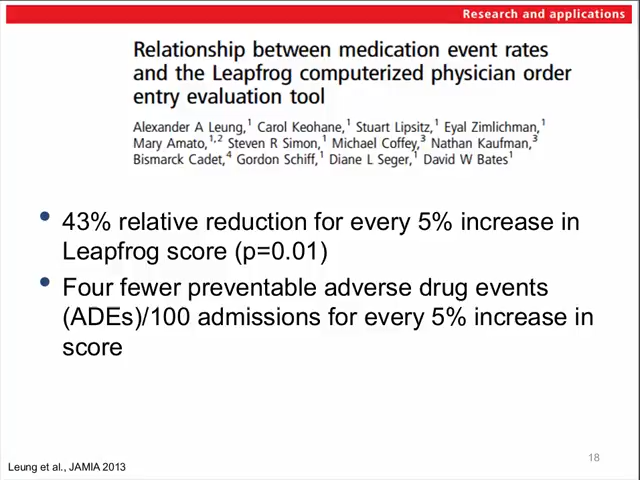 Research and applications
Relationship between medication event rates
and the Leapfrog computerized physician order
entry evaluation tool
Alexander A Leung,1 Carol Keohane,1 Stuart Lipsitz,1 Eyal Zimlichman,1
Mary Amato,1,2 Steven R Simon,1 Michael Coffey,3 Nathan Kaufman,3
Bismarck Cadet,4 Gordon Schiff,1 Diane L Seger,1 David W Bates1
• 43% relative reduction for every 5% increase in
Leapfrog score (p=0.01)
• Four fewer preventable adverse drug events
(ADEs)/100 admissions for every 5% increase in
score
18
Leung et al., JAMIA 2013